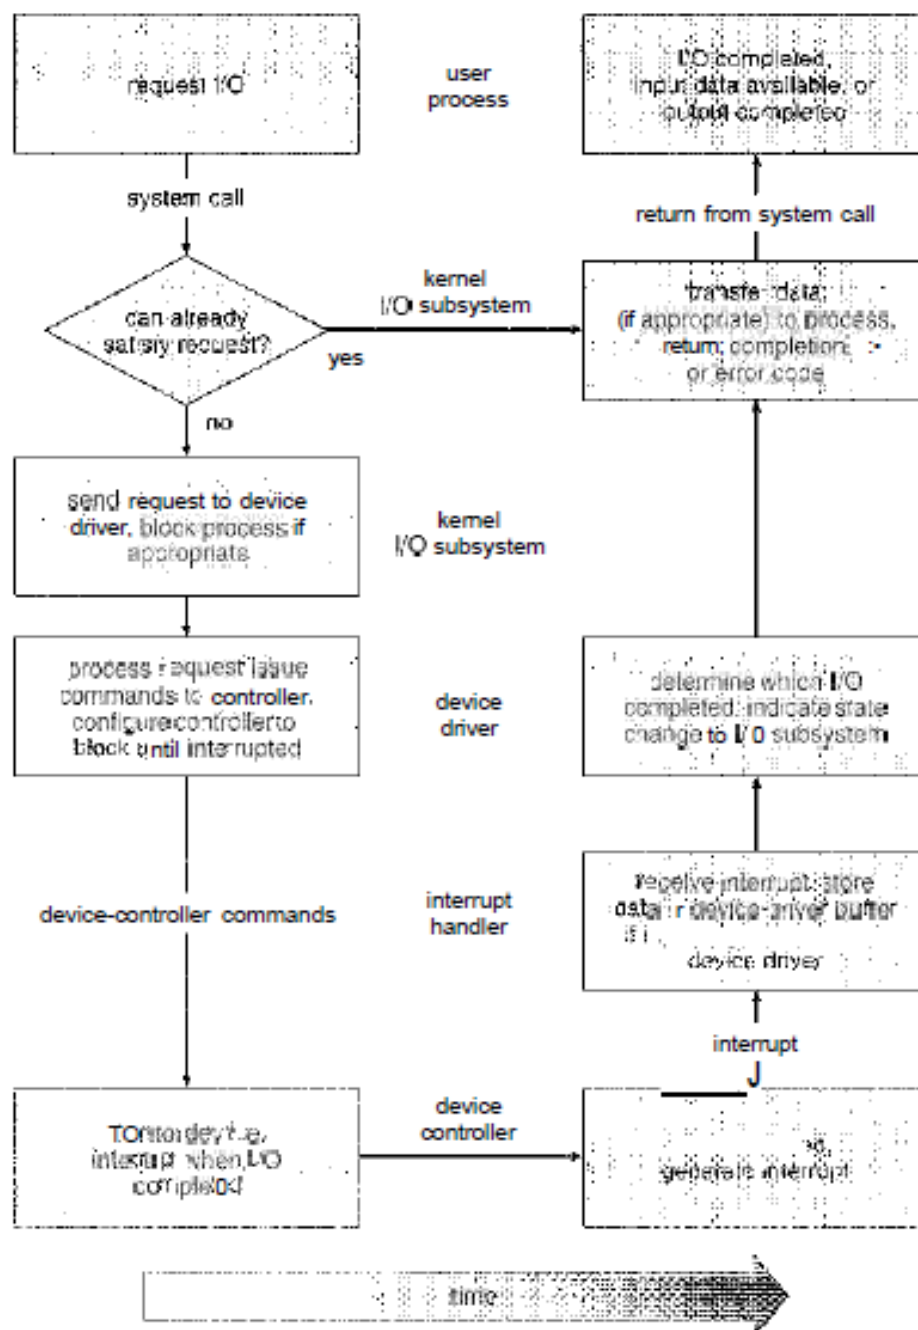 request I/O
user
process
I/O completed,
input data available, or
output completed
system call
return from system call
kernel
I/O subsystem
can already
satisfy request?
yes
transfer data
(if appropriate) to process,
return completion
or error code
no
send request to device
driver, block process if
appropriate
kernel
I/O subsystem
process request issue
commands to controller,
configure controller to
block until interrupted
device
driver
determine which I/O
completed, indicate state
change to I/O subsystem
device-controller commands
interrupt
handler
receive interrupt, store
data in device-driver buffer
device driver
interrupt
J
device
controller
interrupt when I/O
completed
generate interrupt
time